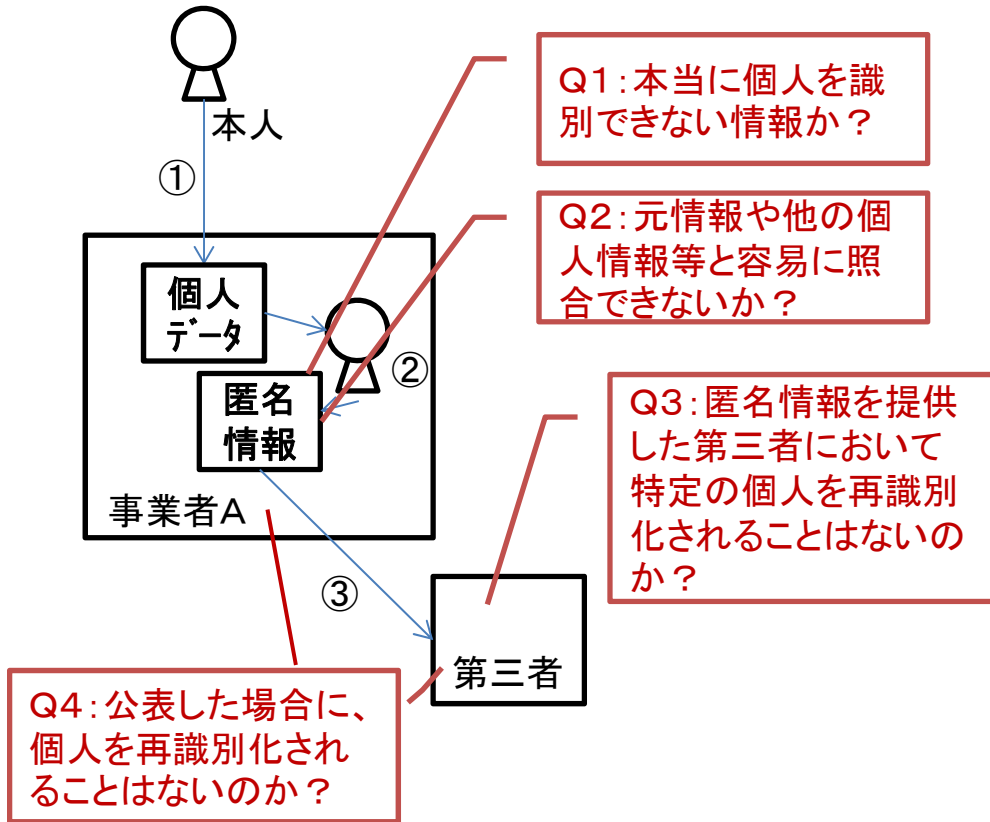 本人
①
個人
データ
②
匿名
情報
事業者A
③
第三者
Q1:本当に個人を識
別できない情報か?
Q2:元情報や他の個
人情報等と容易に照
合できないか?
Q3:匿名情報を提供
した第三者において
特定の個人を再識別
化されることはないの
か?
Q4:公表した場合に、
個人を再識別化され
ることはないのか?